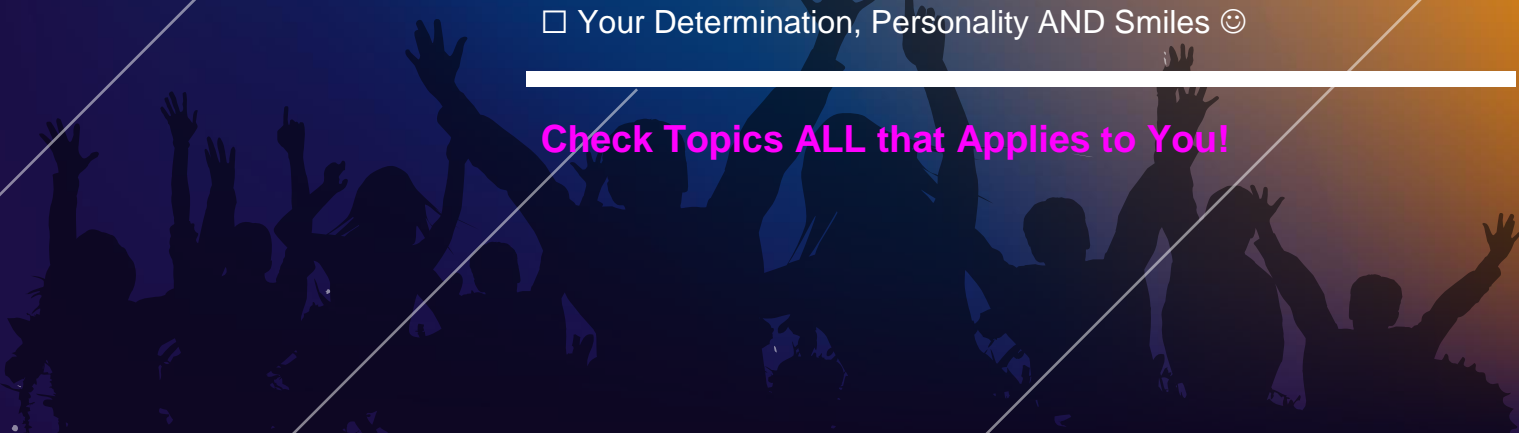 ☐ Your Determination, Personality AND Smiles ☺
Check Topics ALL that Applies to You!